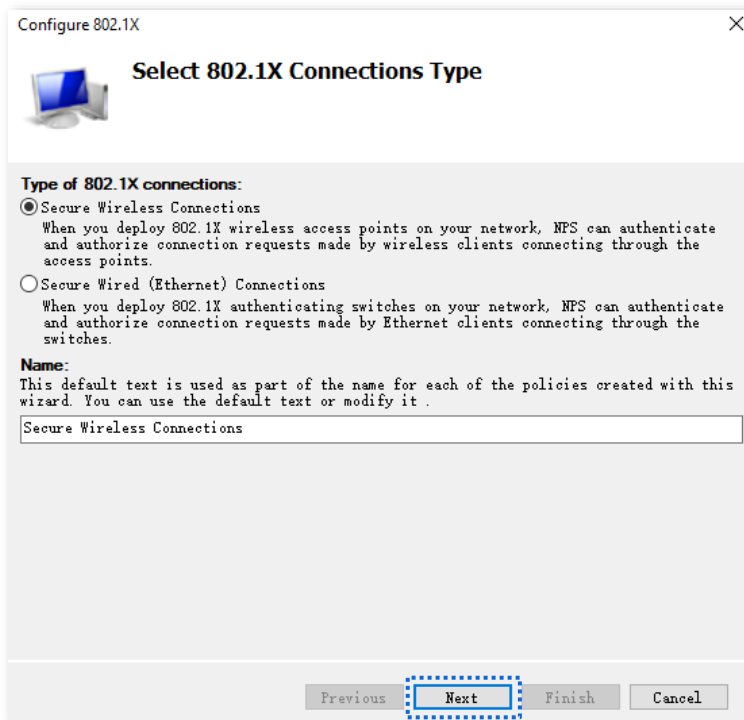 Configure 802.1X
Select 802.1X Connections Type
Type of 802.1X connections:
Secure Wireless Connections
When you deploy 802.1X wireless access points on your network, NPS can authenticate
and authorize connection requests made by wireless clients connecting through the
access points.
Secure Wired (Ethernet) Connections
When you deploy 802.1X authenticating switches on your network, NPS can authenticate
and authorize connection requests made by Ethernet clients connecting through the
switches.
Name:
This default text is used as part of the name for each of the policies created with this
wizard. You can use the default text or modify it .
Secure Wireless Connections
Previous Next Finish Cancel